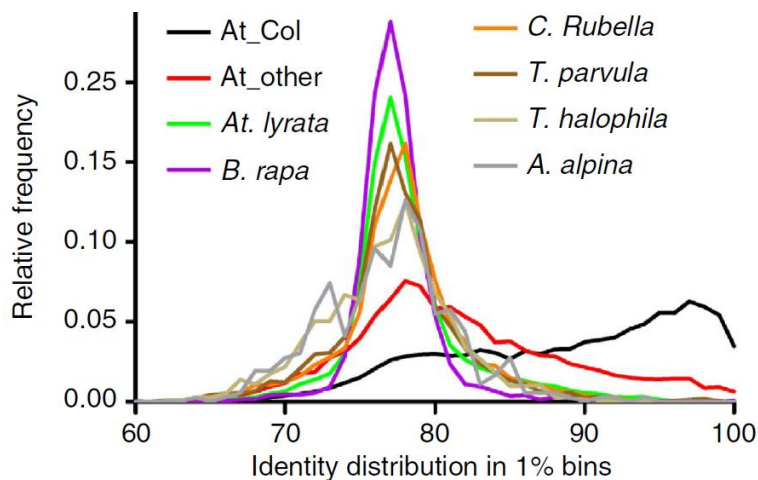 Relative frequency
0.25
0.15
0.10
0.05
0.00
At_Col
At_other
At. lyrata
B. rapa
C. Rubella
T. parvula
T. halophila
A. alpina
60 70 80 90 100
Identity distribution in 1% bins